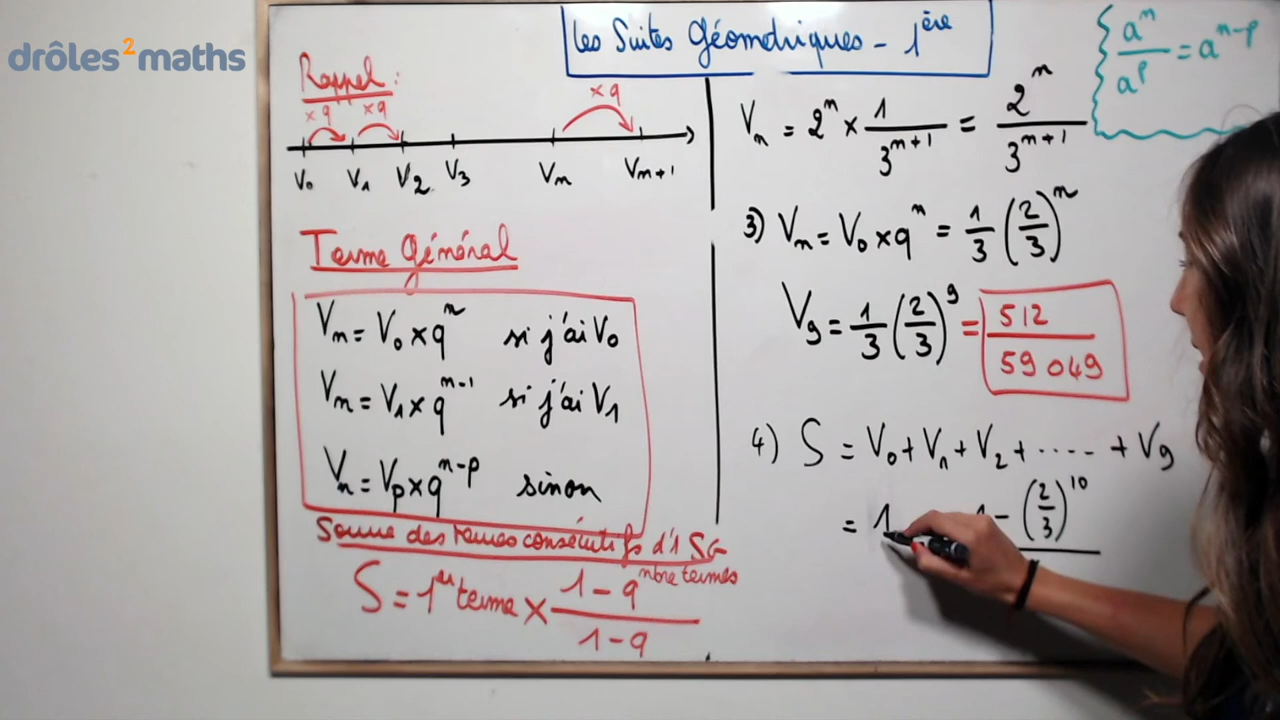 drôles2maths
Les Suites Géométriques - 1ère
a^n / a^p = a^n-p
Rappel :
×q ×q ×q
V0 V1 V2 V3 Vn Vn+1
Terme Général
Vn = V0 × q^n si j'ai V0
Vn = V1 × q^n-1 si j'ai V1
Vn = Vp × q^n-p sinon
Somme des termes consécutifs d'1 SG
S = 1er terme × (1 - q^nbre termes) / (1 - q)
Vn = 2^n × 1 / 3^n+1 = 2^n / 3^n+1
3) Vn = V0 × q^n = 1/3 (2/3)^n
V9 = 1/3 (2/3)^9 = 512 / 59 049
4) S = V0 + V1 + V2 + ..... + V9
= 1 1 - (2/3)^10